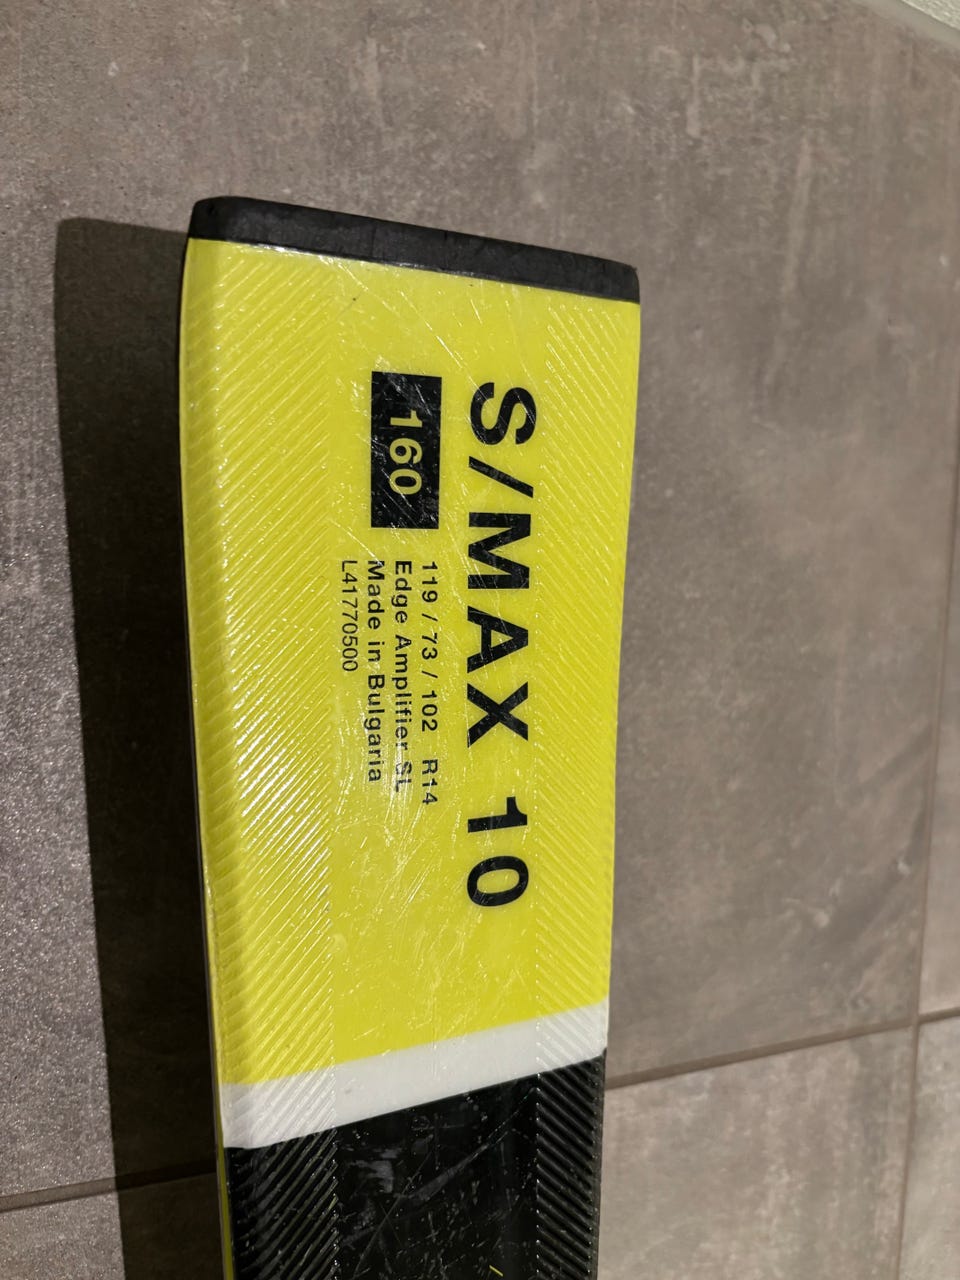 S/MAX 10
160
119 / 73 / 102 R14
Edge Amplifier SL
Made in Bulgaria
L41770500